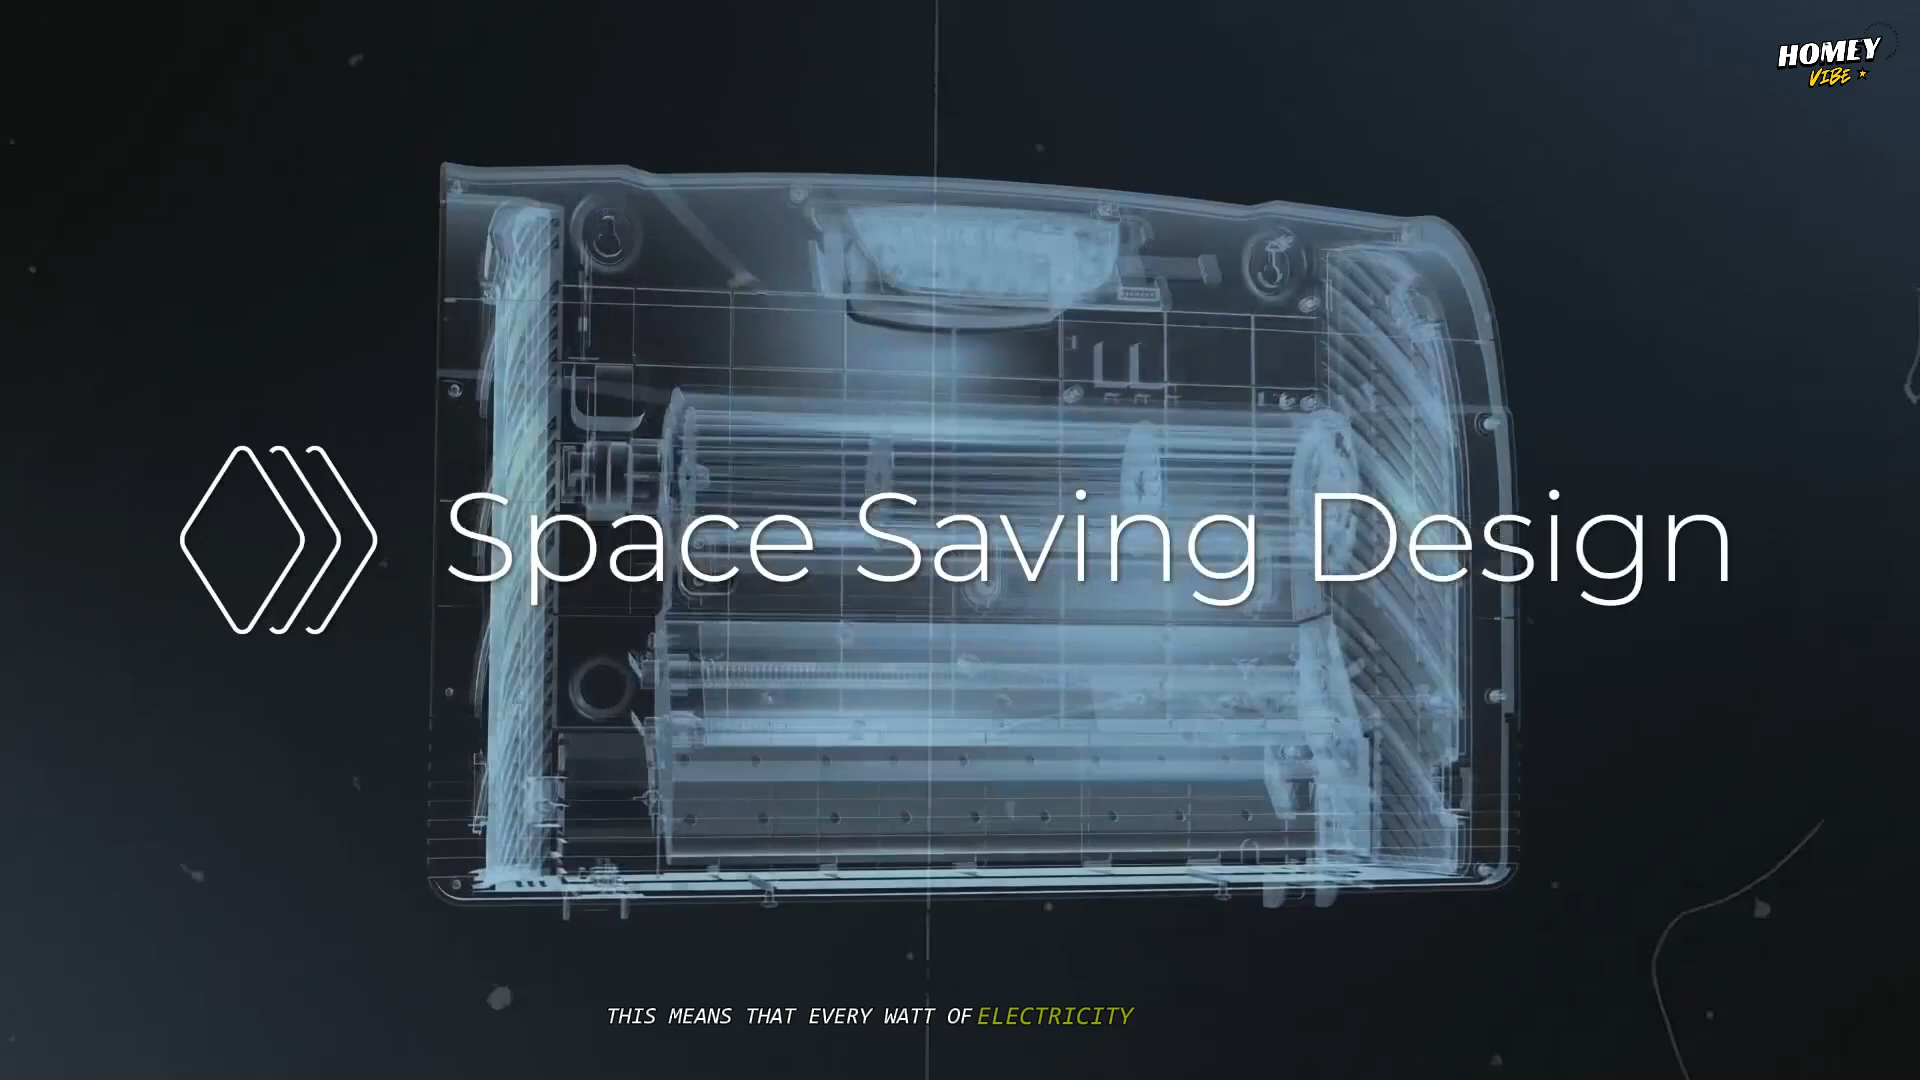 HOMEY
VIBE
Space Saving Design
THIS MEANS THAT EVERY WATT OF ELECTRICITY